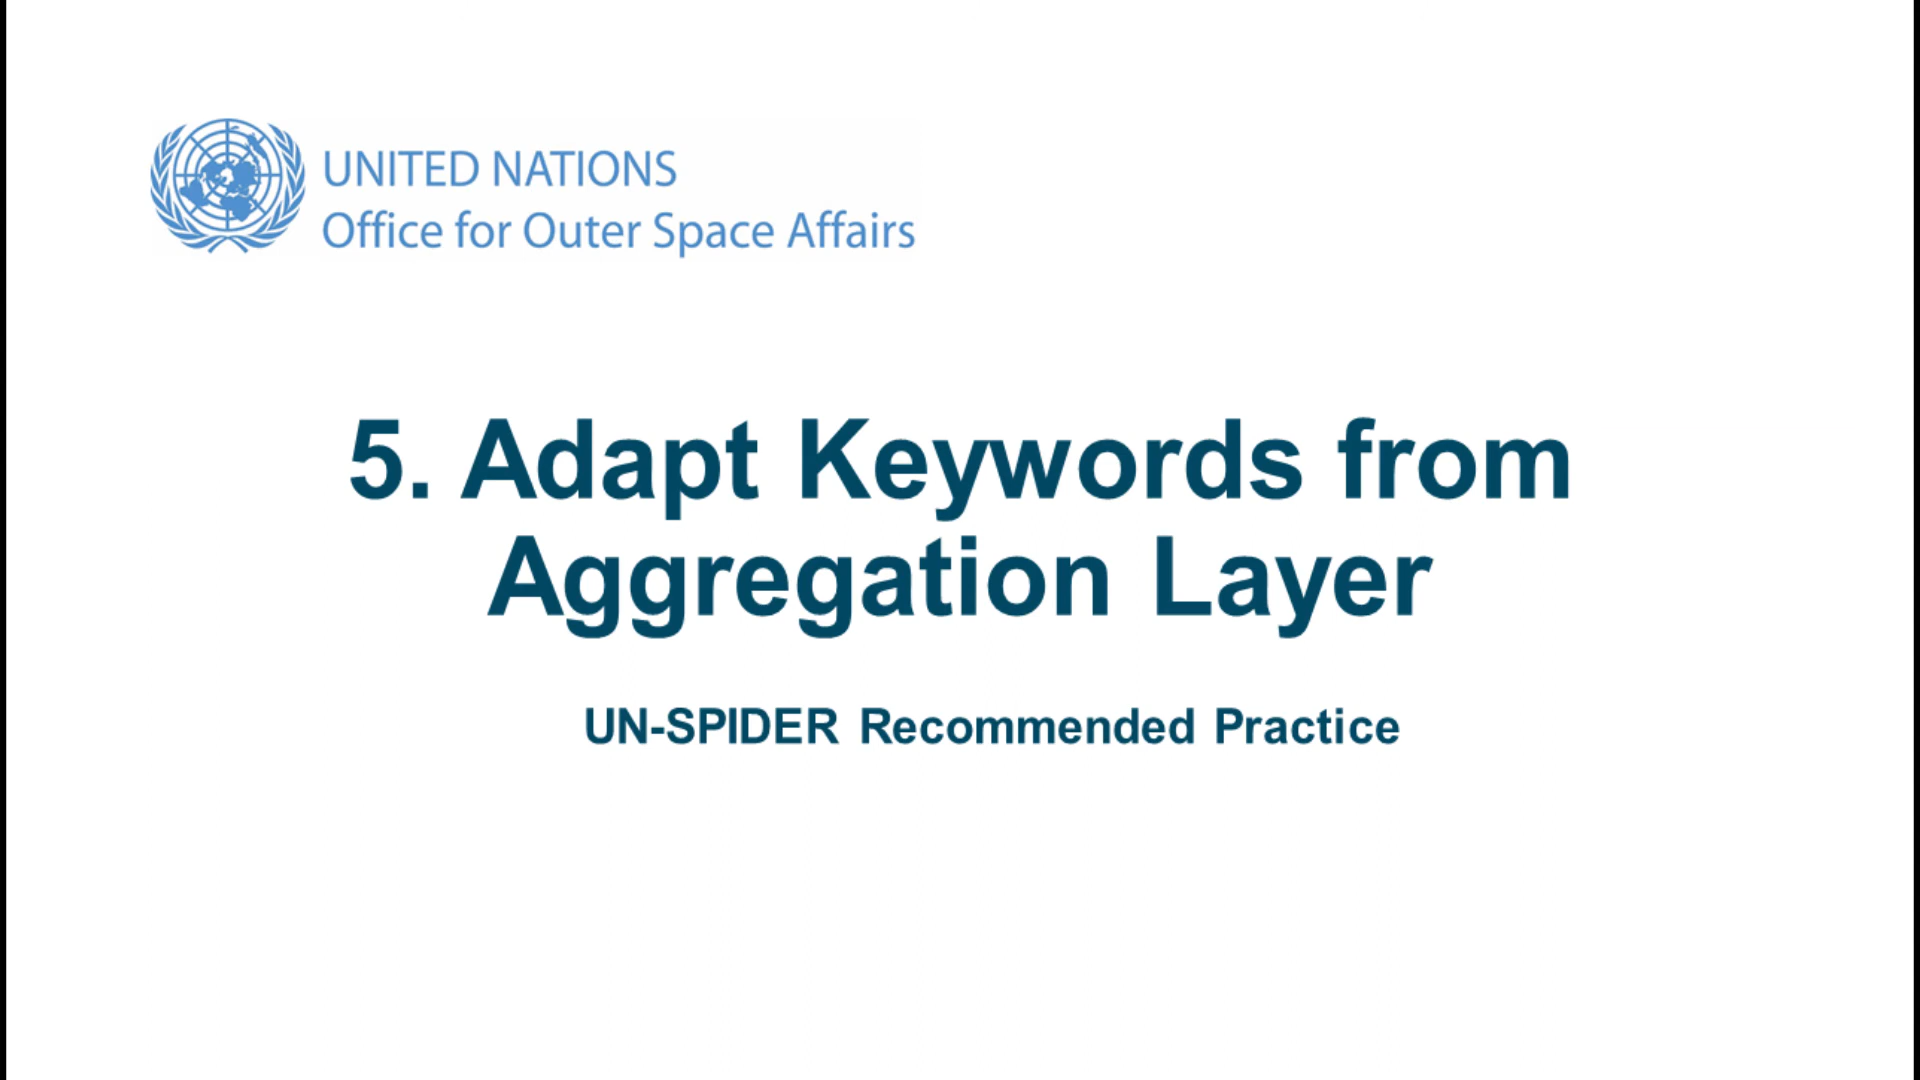 UNITED NATIONS
Office for Outer Space Affairs
5. Adapt Keywords from
Aggregation Layer
UN-SPIDER Recommended Practice